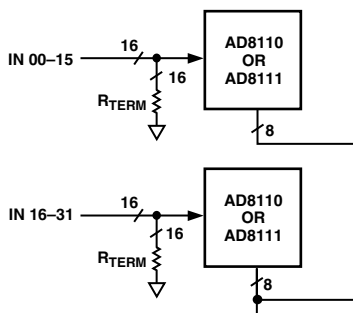 IN 00–15
16
16
RTERM
AD8110
OR
AD8111
8
IN 16–31
16
16
RTERM
AD8110
OR
AD8111
8